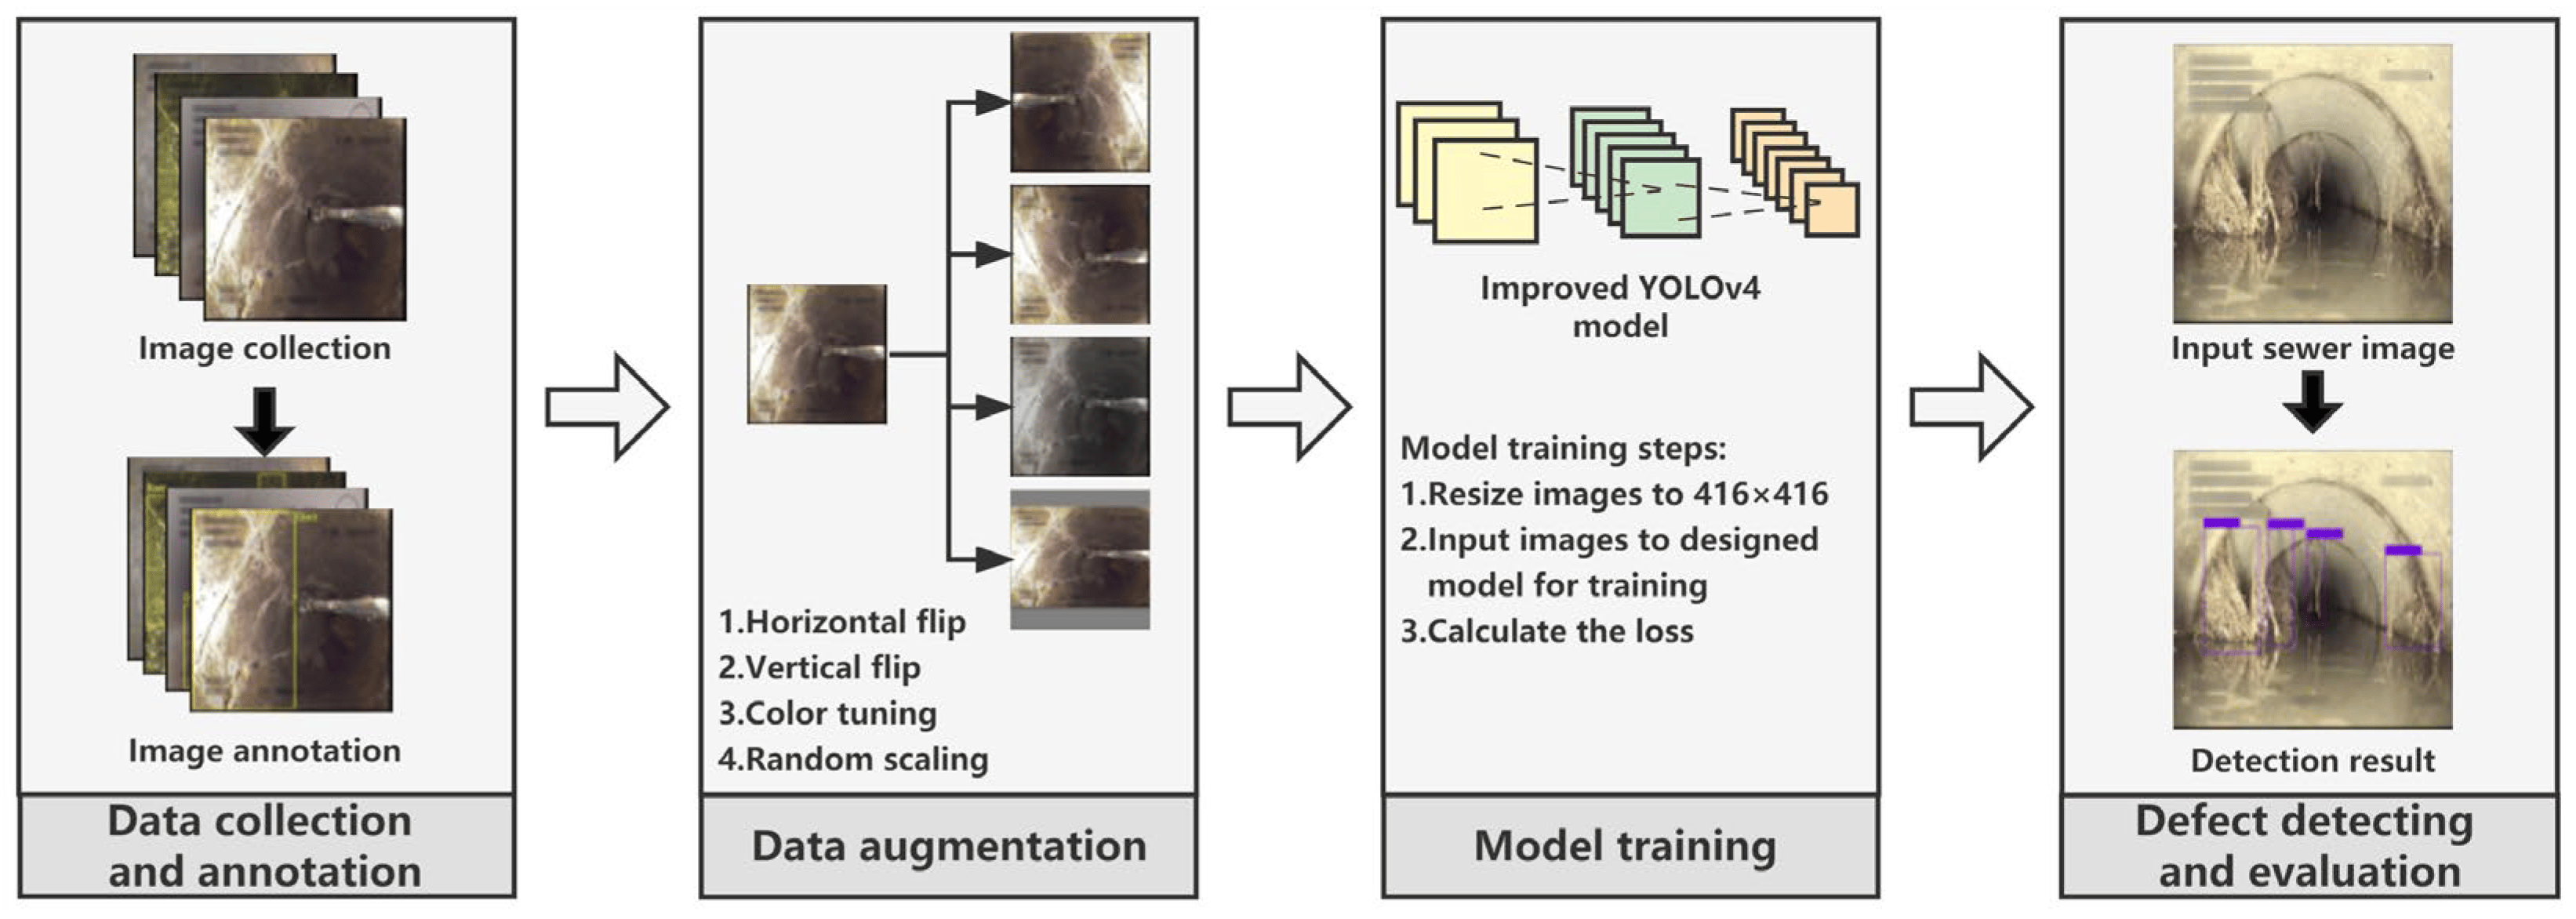 Image collection
Image annotation
Data collection
and annotation
1.Horizontal flip
2.Vertical flip
3.Color tuning
4.Random scaling
Data augmentation
Improved YOLOv4
model
Model training steps:
1.Resize images to 416×416
2.Input images to designed
model for training
3.Calculate the loss
Model training
Input sewer image
Detection result
Defect detecting
and evaluation